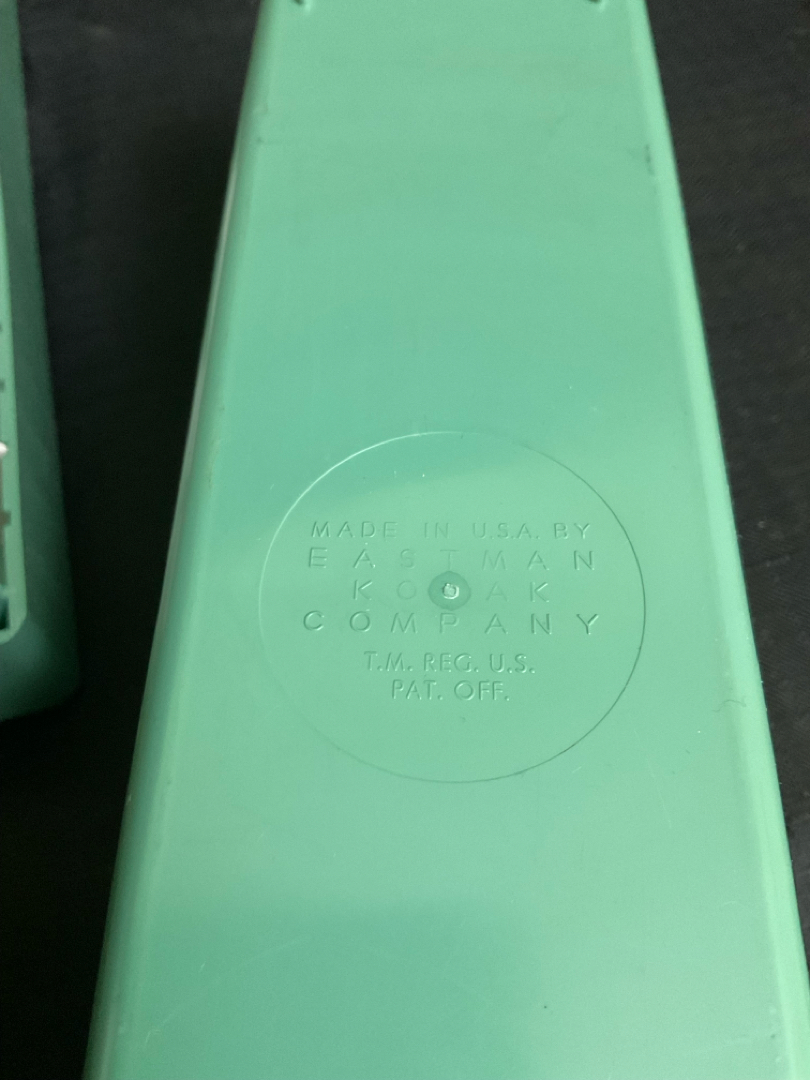 MADE IN U.S.A. BY
EASTMAN
KODAK
COMPANY
T.M. REG. U.S.
PAT. OFF.